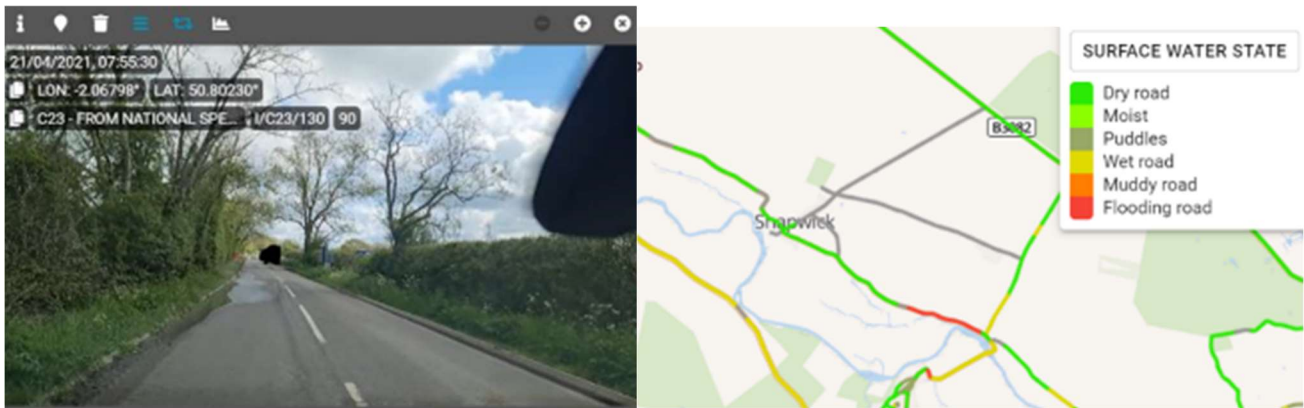 21/04/2021, 07:55:30
LON: -2.06798° LAT: 50.80230°
C23 - FROM NATIONAL SPE... I/C23/130 90
SURFACE WATER STATE
Dry road
Moist
Puddles
Wet road
Muddy road
Flooding road
B3082
Shapwick